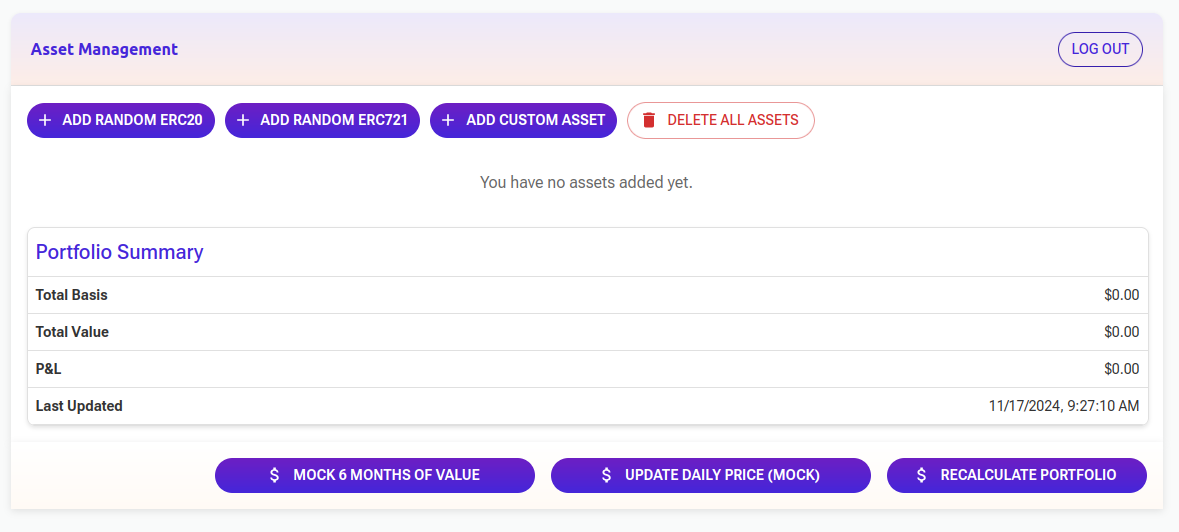 Asset Management
LOG OUT
ADD RANDOM ERC20
ADD RANDOM ERC721
ADD CUSTOM ASSET
DELETE ALL ASSETS
You have no assets added yet.
Portfolio Summary
Total Basis $0.00
Total Value $0.00
P&L $0.00
Last Updated 11/17/2024, 9:27:10 AM
$ MOCK 6 MONTHS OF VALUE
$ UPDATE DAILY PRICE (MOCK)
$ RECALCULATE PORTFOLIO